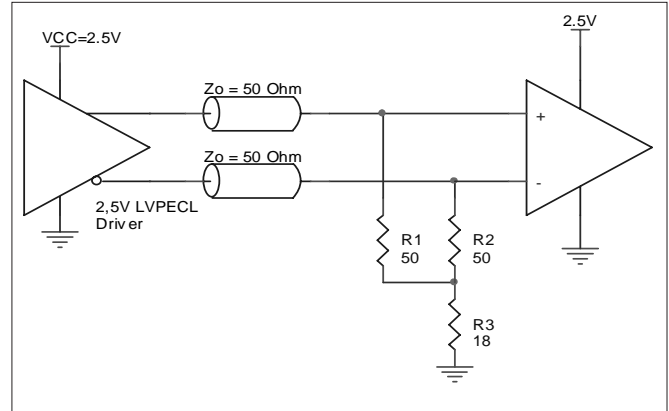 2.5V
VCC=2.5V
Zo = 50 Ohm
+
Zo = 50 Ohm
-
2,5V LVPECL
Driver
R1
50
R2
50
R3
18